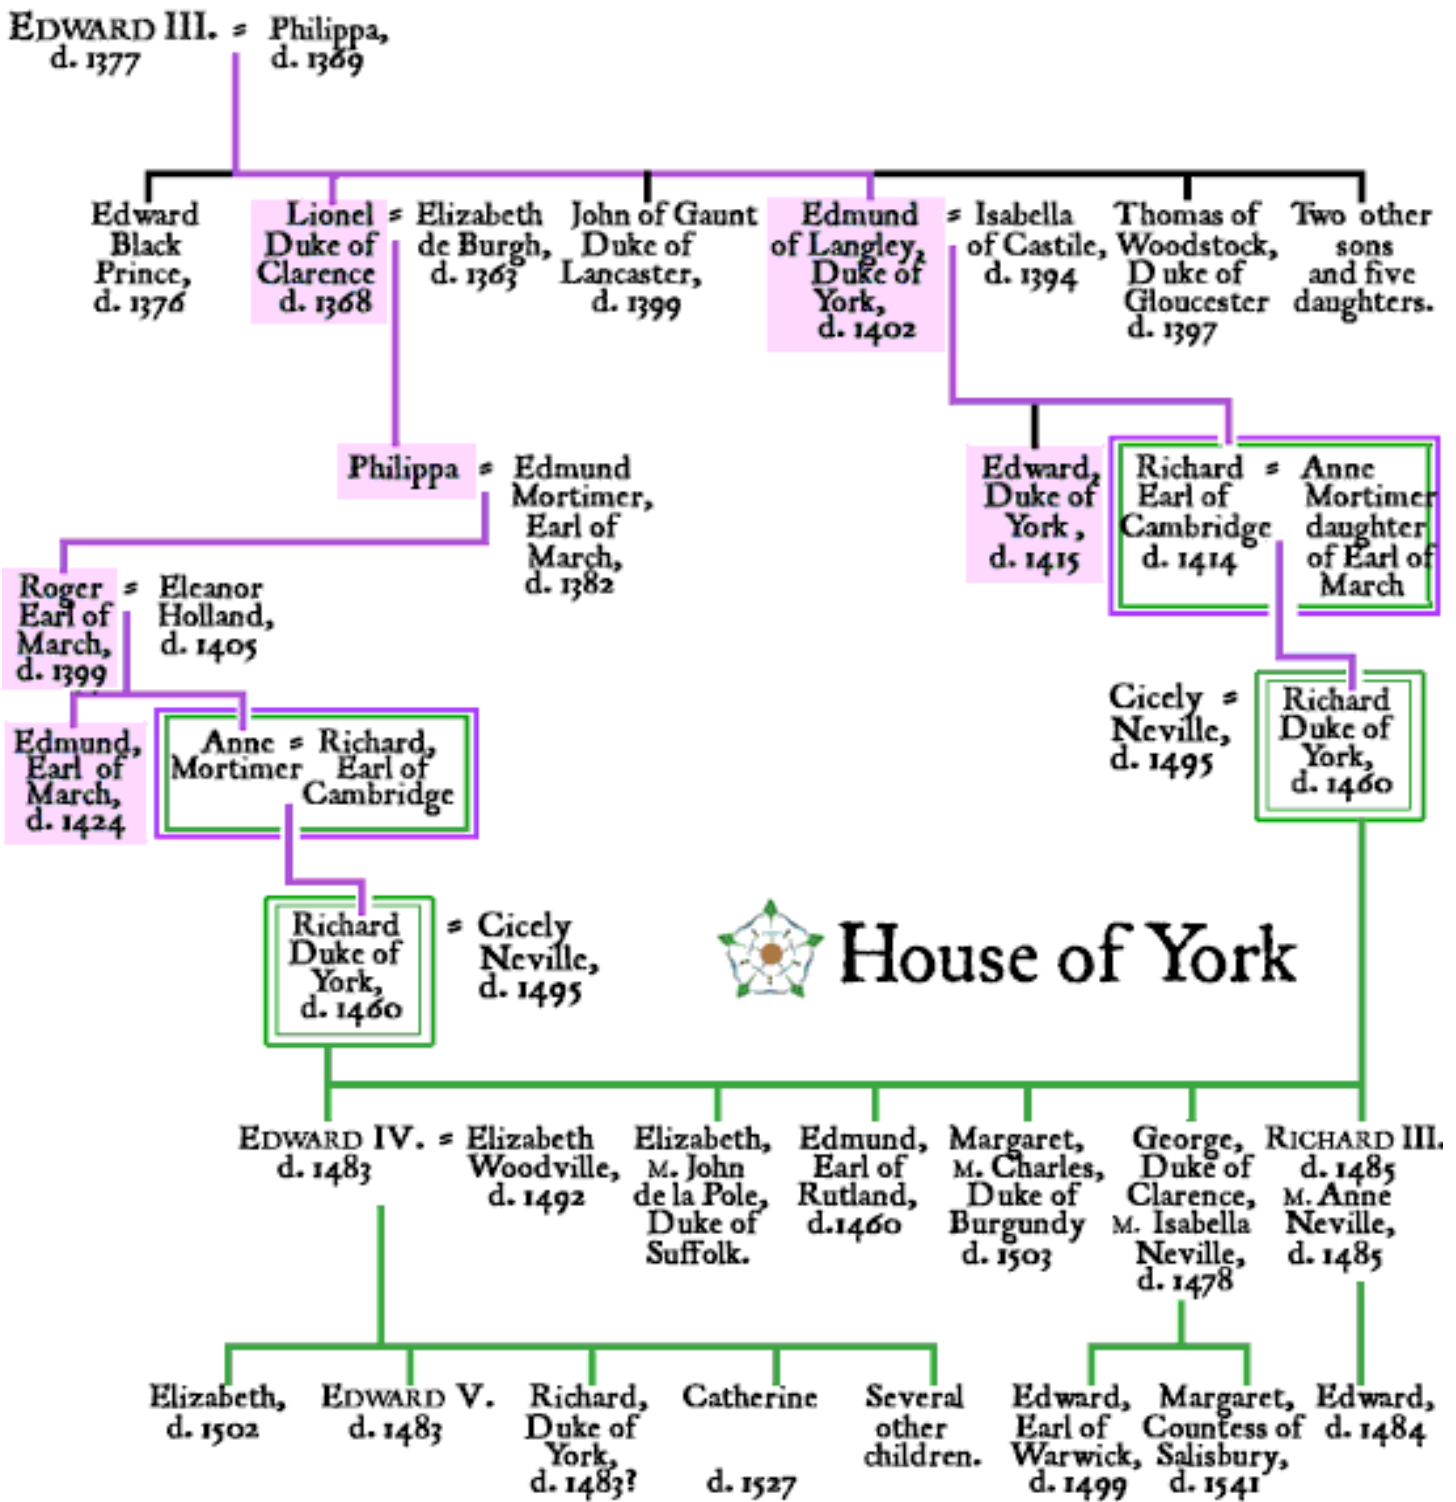 EDWARD III. = Philippa,
d. 1377 d. 1369
Edward
Black
Prince,
d. 1376
Lionel = Elizabeth
Duke of de Burgh,
Clarence d. 1363
d. 1368
John of Gaunt
Duke of
Lancaster,
d. 1399
Edmund = Isabella
of Langley, of Castile,
Duke of d. 1394
York,
d. 1402
Thomas of
Woodstock,
Duke of
Gloucester
d. 1397
Two other
sons
and five
daughters.
Philippa = Edmund
Mortimer,
Earl of
March,
d. 1382
Edward,
Duke of
York,
d. 1415
Richard = Anne
Earl of Mortimer
Cambridge daughter
d. 1414 of Earl of
March
Roger = Eleanor
Earl of Holland,
March, d. 1405
d. 1399
Edmund,
Earl of
March,
d. 1424
Anne = Richard,
Mortimer Earl of
Cambridge
Cicely = Richard
Neville, Duke of
d. 1495 York,
d. 1460
Richard = Cicely
Duke of Neville,
York, d. 1495
d. 1460
House of York
EDWARD IV. = Elizabeth
d. 1483 Woodville,
d. 1492
Elizabeth,
M. John
de la Pole,
Duke of
Suffolk.
Edmund,
Earl of
Rutland,
d.1460
Margaret,
M. Charles,
Duke of
Burgundy
d. 1503
George,
Duke of
Clarence,
M. Isabella
Neville,
d. 1478
RICHARD III.
d. 1485
M. Anne
Neville,
d. 1485
Elizabeth,
d. 1502
EDWARD V.
d. 1483
Richard,
Duke of
York,
d. 1483?
Catherine
d. 1527
Several
other
children.
Edward,
Earl of
Warwick,
d. 1499
Margaret,
Countess of
Salisbury,
d. 1541
Edward,
d. 1484